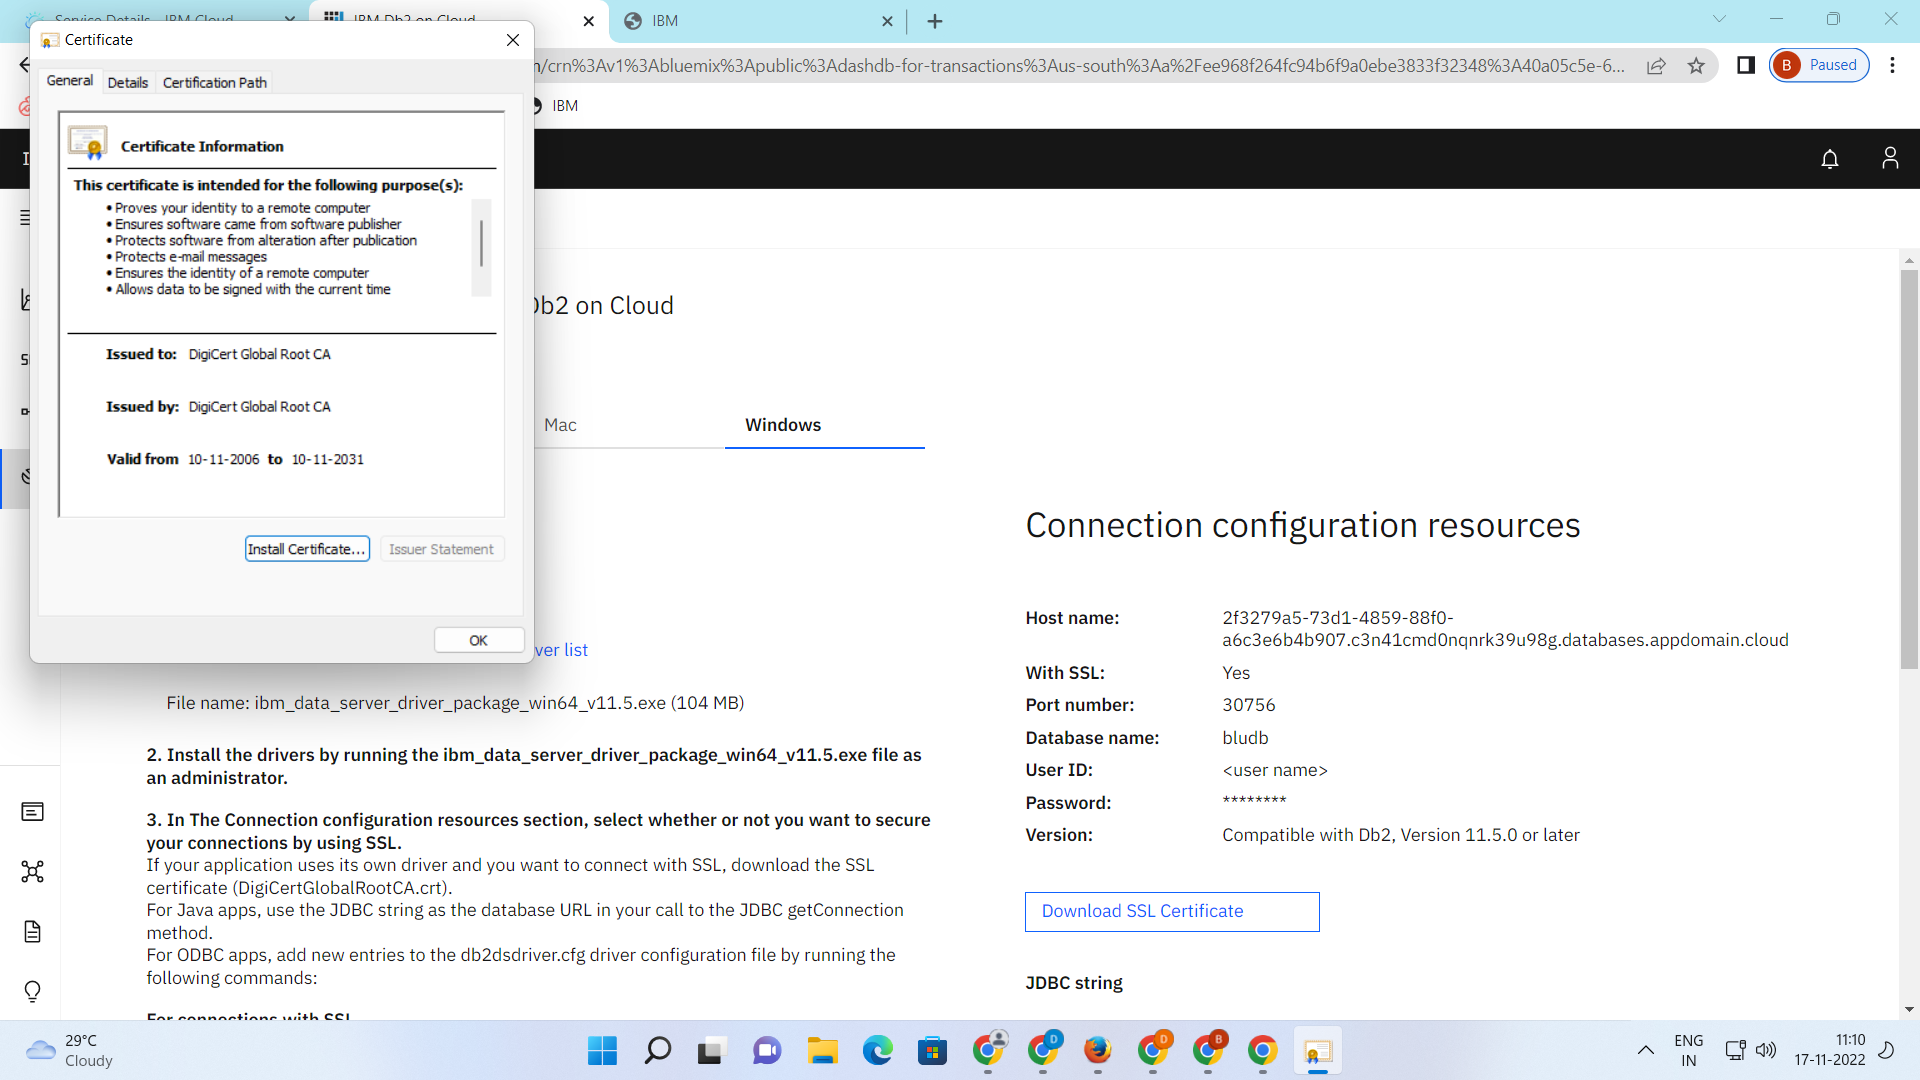 Service Details - IBM Cloud
IBM Db2 on Cloud
IBM
Certificate
n/crn%3Av1%3Abluemix%3Apublic%3Adashdb-for-transactions%3Aus-south%3Aa%2Fee968f264fc94b6f9a0ebe3833f32348%3A40a05c5e-6...
B Paused
General Details Certification Path
IBM
Certificate Information
This certificate is intended for the following purpose(s):
• Proves your identity to a remote computer
• Ensures software came from software publisher
• Protects software from alteration after publication
• Protects e-mail messages
• Ensures the identity of a remote computer
• Allows data to be signed with the current time
Issued to: DigiCert Global Root CA
Issued by: DigiCert Global Root CA
Valid from 10-11-2006 to 10-11-2031
Install Certificate... Issuer Statement
OK
Db2 on Cloud
Mac Windows
ver list
File name: ibm_data_server_driver_package_win64_v11.5.exe (104 MB)
2. Install the drivers by running the ibm_data_server_driver_package_win64_v11.5.exe file as
an administrator.
3. In The Connection configuration resources section, select whether or not you want to secure
your connections by using SSL.
If your application uses its own driver and you want to connect with SSL, download the SSL
certificate (DigiCertGlobalRootCA.crt).
For Java apps, use the JDBC string as the database URL in your call to the JDBC getConnection
method.
For ODBC apps, add new entries to the db2dsdriver.cfg driver configuration file by running the
following commands:
For connections with SSL
Connection configuration resources
Host name: 2f3279a5-73d1-4859-88f0-
a6c3e6b4b907.c3n41cmd0nqnrk39u98g.databases.appdomain.cloud
With SSL: Yes
Port number: 30756
Database name: bludb
User ID: <user name>
Password: ********
Version: Compatible with Db2, Version 11.5.0 or later
Download SSL Certificate
JDBC string
29°C
Cloudy
D
D
B
ENG
IN
11:10
17-11-2022